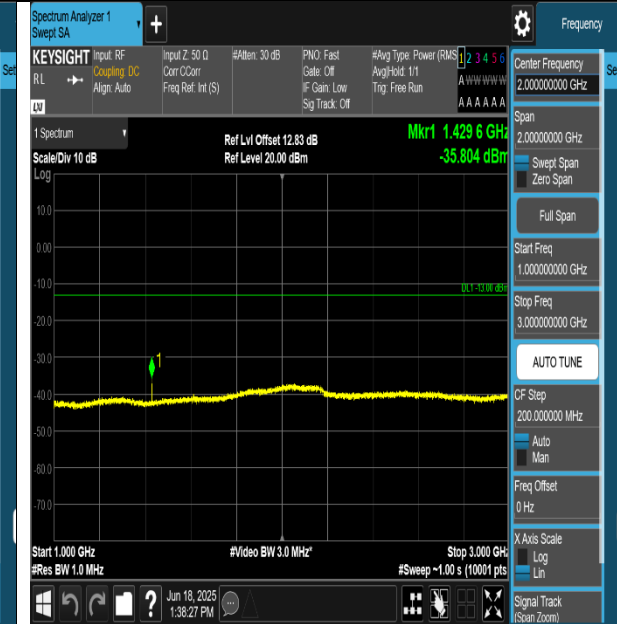 Spectrum Analyzer 1
Swept SA
+
Frequency
Set
Se
KEYSIGHT
RL
LXI
Input: RF
Coupling: DC
Align: Auto
Input Z: 50 Ω
Corr CCorr
Freq Ref: Int (S)
#Atten: 30 dB
PNO: Fast
Gate: Off
IF Gain: Low
Sig Track: Off
#Avg Type: Power (RMS
Avg|Hold: 1/1
Trig: Free Run
1 2 3 4 5 6
A W W W W W
A A A A A A
1 Spectrum
Scale/Div 10 dB
Log
Ref Lvl Offset 12.83 dB
Ref Level 20.00 dBm
Mkr1 1.429 6 GHz
-35.804 dBm
10.0
0.00
-10.0
DL1 -13.00 dBm
-20.0
-30.0
1
-40.0
-50.0
-60.0
-70.0
Start 1.000 GHz
#Res BW 1.0 MHz
#Video BW 3.0 MHz*
Stop 3.000 GHz
#Sweep ~1.00 s (10001 pts
?
Jun 18, 2025
1:38:27 PM
Center Frequency
2.000000000 GHz
Span
2.00000000 GHz
Swept Span
Zero Span
Full Span
Start Freq
1.000000000 GHz
Stop Freq
3.000000000 GHz
AUTO TUNE
CF Step
200.000000 MHz
Auto
Man
Freq Offset
0 Hz
X Axis Scale
Log
Lin
Signal Track
(Span Zoom)